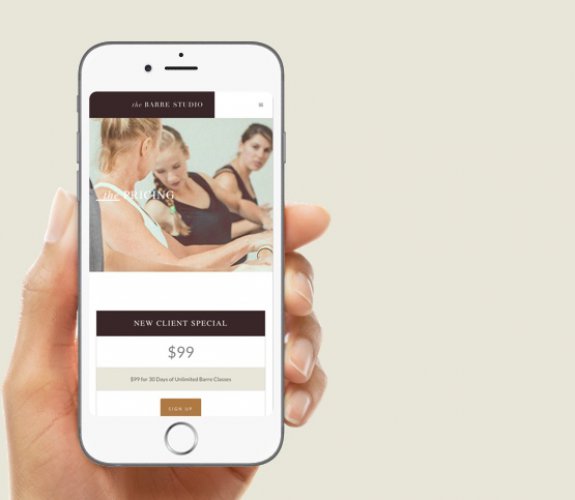 the BARRE STUDIO
the PRICING
NEW CLIENT SPECIAL
$99
$99 for 30 Days of Unlimited Barre Classes
SIGN UP